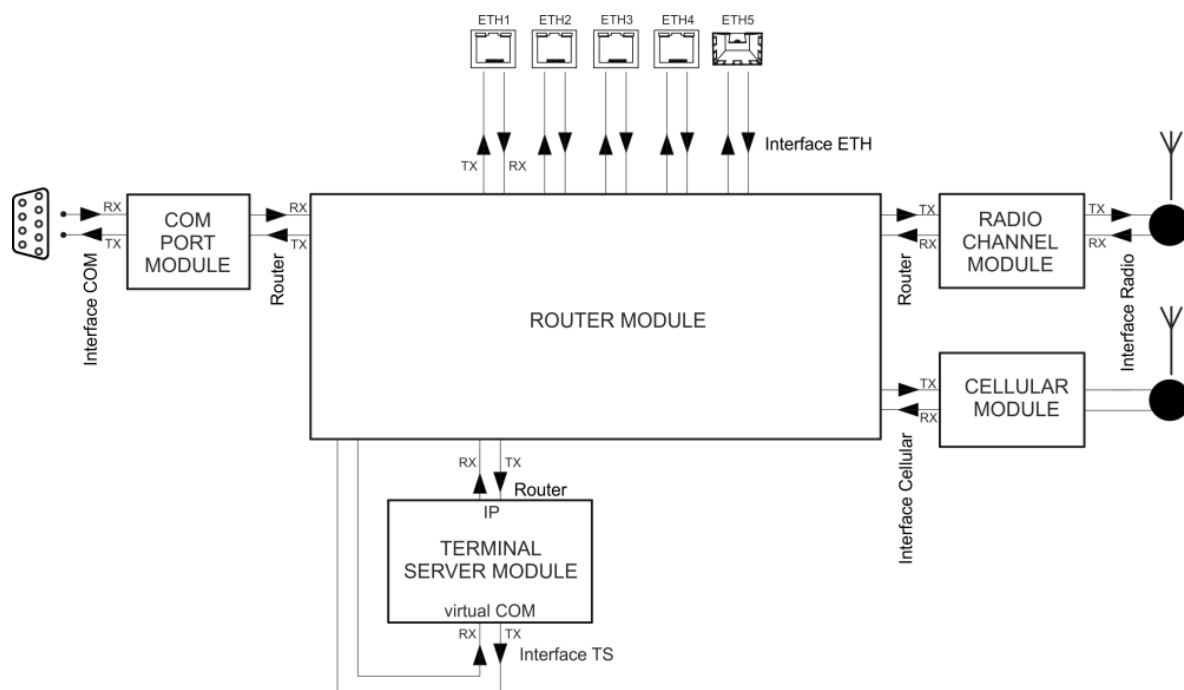 ETH1 ETH2 ETH3 ETH4 ETH5
Interface ETH
TX RX
RX
TX
Interface COM
COM
PORT
MODULE
RX
TX
Router
ROUTER MODULE
TX
RX
Router
RADIO
CHANNEL
MODULE
TX
RX
Interface Radio
TX
RX
Interface Cellular
CELLULAR
MODULE
RX TX
Router
IP
TERMINAL
SERVER MODULE
virtual COM
RX TX
Interface TS